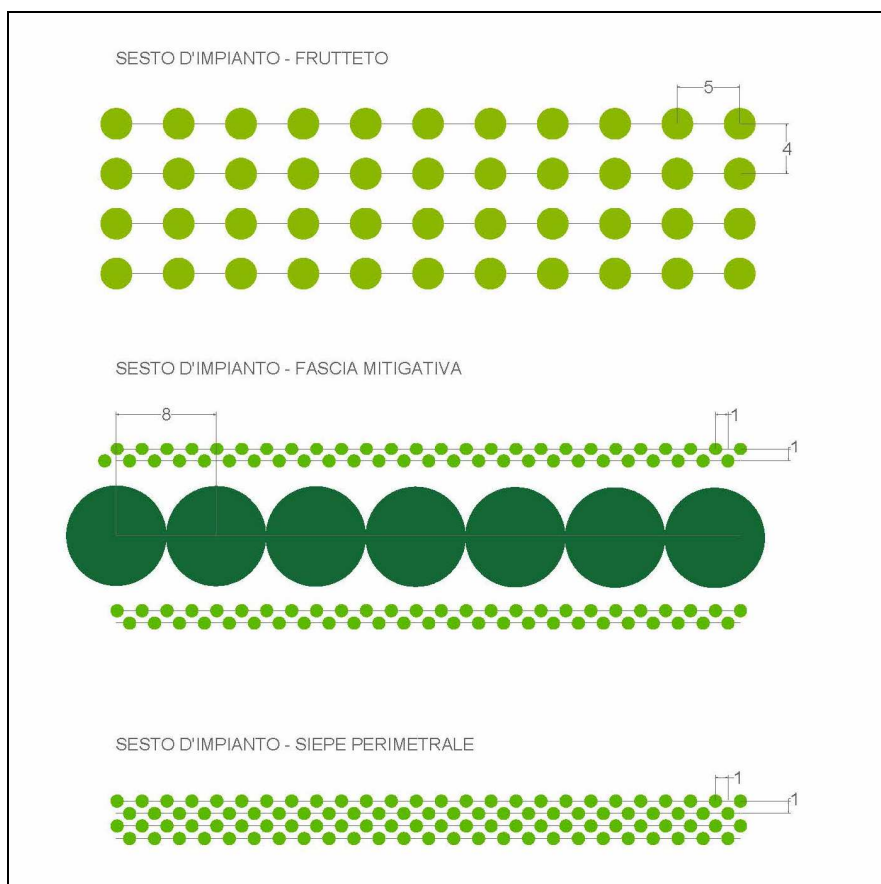 SESTO D'IMPIANTO - FRUTTETO
5
4
SESTO D'IMPIANTO - FASCIA MITIGATIVA
8
1
1
SESTO D'IMPIANTO - SIEPE PERIMETRALE
1
1